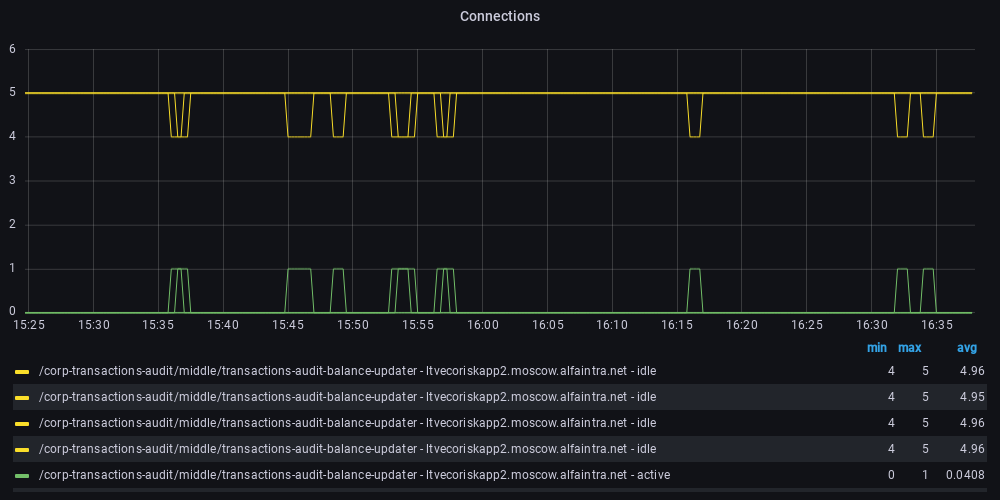 Connections
6
5
4
3
2
1
0
15:25 15:30 15:35 15:40 15:45 15:50 15:55 16:00 16:05 16:10 16:15 16:20 16:25 16:30 16:35
min max avg
/corp-transactions-audit/middle/transactions-audit-balance-updater - ltvecoriskapp2.moscow.alfaintra.net - idle 4 5 4.96
/corp-transactions-audit/middle/transactions-audit-balance-updater - ltvecoriskapp2.moscow.alfaintra.net - idle 4 5 4.95
/corp-transactions-audit/middle/transactions-audit-balance-updater - ltvecoriskapp2.moscow.alfaintra.net - idle 4 5 4.96
/corp-transactions-audit/middle/transactions-audit-balance-updater - ltvecoriskapp2.moscow.alfaintra.net - idle 4 5 4.96
/corp-transactions-audit/middle/transactions-audit-balance-updater - ltvecoriskapp2.moscow.alfaintra.net - active 0 1 0.0408